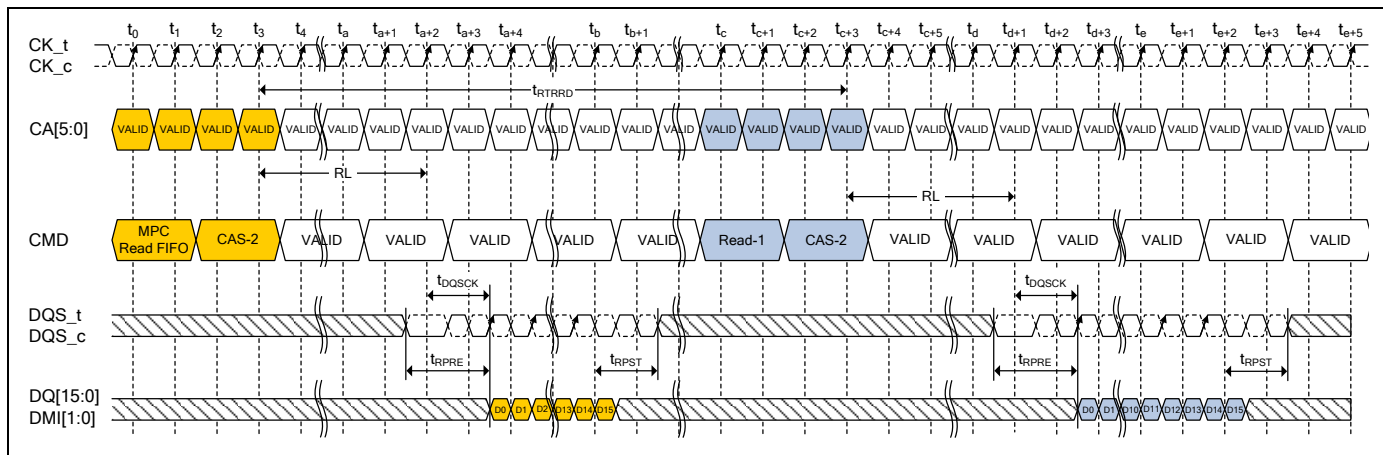 t0 t1 t2 t3 t4 ta ta+1 ta+2 ta+3 ta+4 tb tb+1 tc tc+1 tc+2 tc+3 tc+4 tc+5 td td+1 td+2 td+3 te te+1 te+2 te+3 te+4 te+5
CK_t
CK_c
tRTRRD
CA[5:0] VALID VALID VALID VALID VALID VALID VALID VALID VALID VALID VALID VALID VALID VALID VALID VALID VALID VALID VALID VALID VALID VALID VALID VALID VALID VALID VALID VALID VALID VALID
RL RL
CMD MPC Read FIFO CAS-2 VALID VALID VALID VALID VALID Read-1 CAS-2 VALID VALID VALID VALID VALID VALID
tDQSCK tDQSCK
DQS_t
DQS_c
tRPRE tRPST tRPRE tRPST
DQ[15:0]
DMI[1:0]
D0 D1 D2 D13 D14 D15 D0 D1 D10 D11 D12 D13 D14 D15